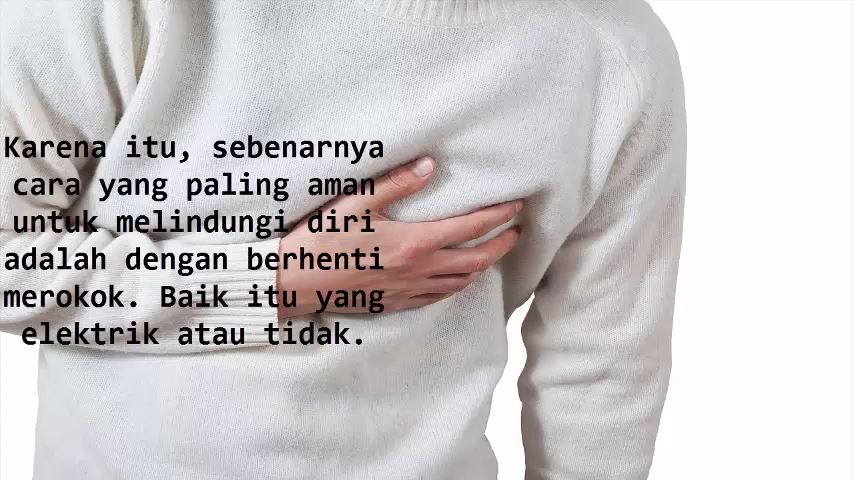 Karena itu, sebenarnya
cara yang paling aman
untuk melindungi diri
adalah dengan berhenti
merokok. Baik itu yang
elektrik atau tidak.